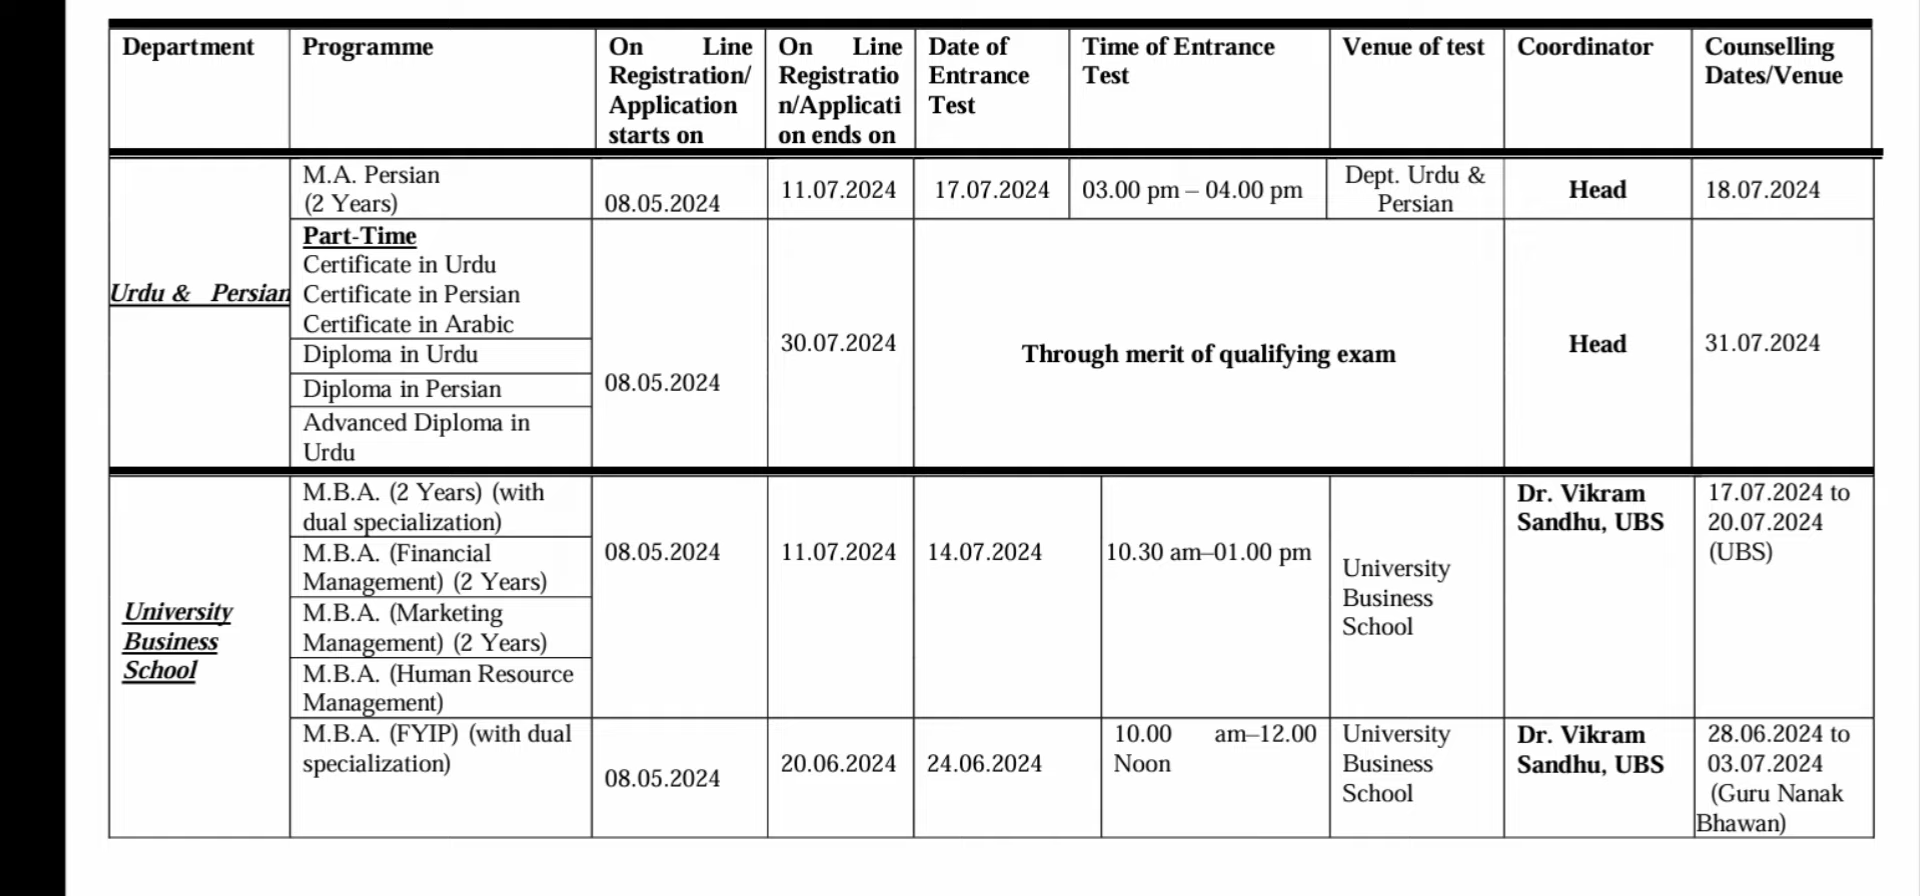 Department
Programme
On Line
Registration/
Application
starts on
On Line
Registratio
n/Applicati
on ends on
Date of
Entrance
Test
Time of Entrance
Test
Venue of test
Coordinator
Counselling
Dates/Venue
Urdu & Persian
M.A. Persian
(2 Years)
08.05.2024
11.07.2024
17.07.2024
03.00 pm – 04.00 pm
Dept. Urdu &
Persian
Head
18.07.2024
Part-Time
Certificate in Urdu
Certificate in Persian
Certificate in Arabic
Diploma in Urdu
Diploma in Persian
Advanced Diploma in
Urdu
08.05.2024
30.07.2024
Through merit of qualifying exam
Head
31.07.2024
University
Business
School
M.B.A. (2 Years) (with
dual specialization)
M.B.A. (Financial
Management) (2 Years)
M.B.A. (Marketing
Management) (2 Years)
M.B.A. (Human Resource
Management)
08.05.2024
11.07.2024
14.07.2024
10.30 am–01.00 pm
University
Business
School
Dr. Vikram
Sandhu, UBS
17.07.2024 to
20.07.2024
(UBS)
M.B.A. (FYIP) (with dual
specialization)
08.05.2024
20.06.2024
24.06.2024
10.00 am–12.00
Noon
University
Business
School
Dr. Vikram
Sandhu, UBS
28.06.2024 to
03.07.2024
(Guru Nanak
Bhawan)